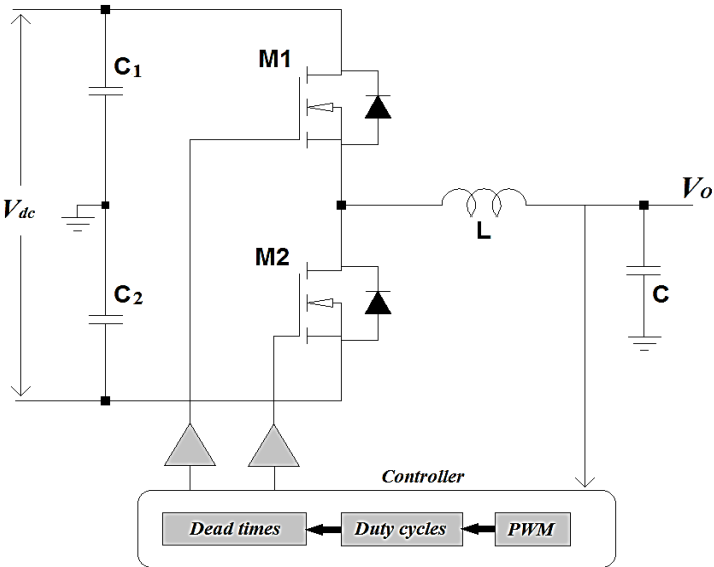 C1
M1
Vdc
Vo
L
M2
C2
C
Controller
Dead times
Duty cycles
PWM